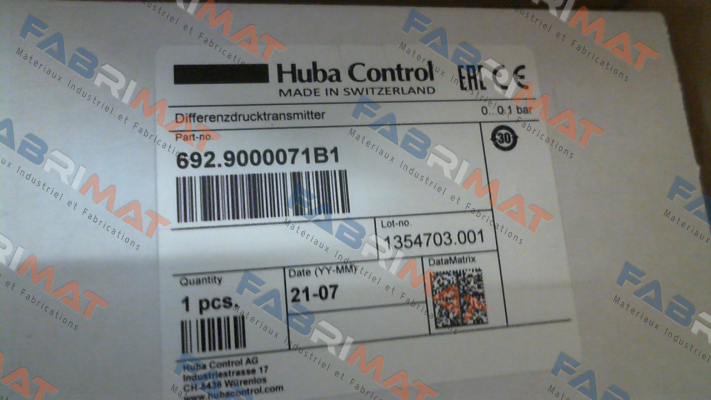 Huba Control
MADE IN SWITZERLAND
EAC CE
Differenzdrucktransmitter
0...0.1 bar
Part-no.
692.9000071B1
30
Lot-no.
1354703.001
Quantity
1 pcs.
Date (YY-MM)
21-07
DataMatrix
Huba Control AG
Industriestrasse 17
CH-5436 Würenlos
www.hubacontrol.com
FABRIMAT
Materiaux Industriel et Fabrications